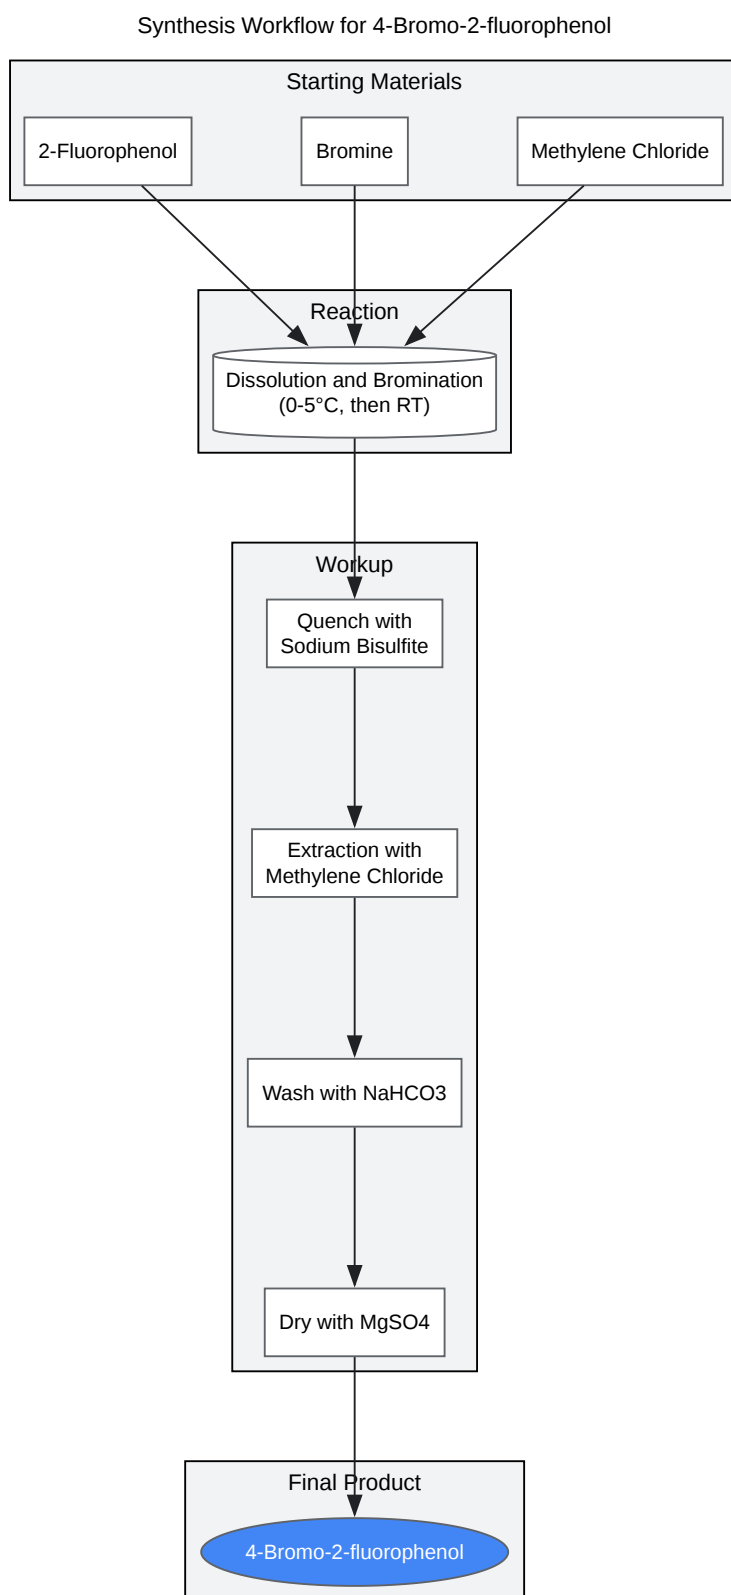 Synthesis Workflow for 4-Bromo-2-fluorophenol
Starting Materials
2-Fluorophenol
Bromine
Methylene Chloride
Reaction
Dissolution and Bromination
(0-5°C, then RT)
Workup
Quench with
Sodium Bisulfite
Extraction with
Methylene Chloride
Wash with NaHCO3
Dry with MgSO4
Final Product
4-Bromo-2-fluorophenol